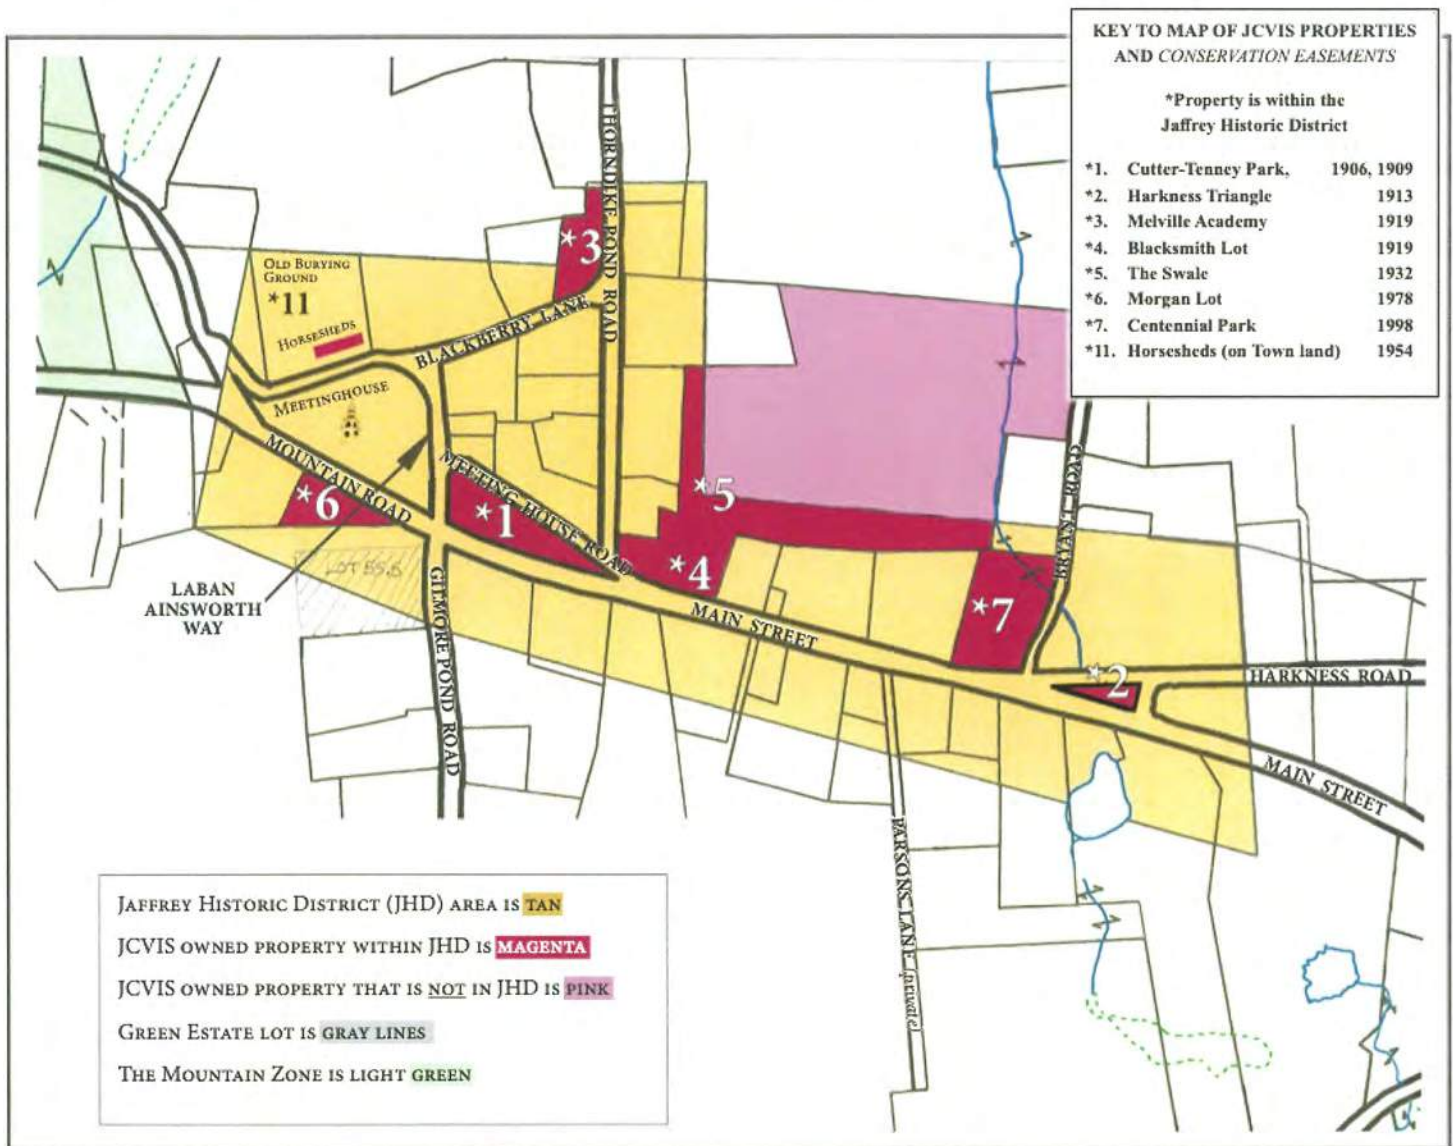 KEY TO MAP OF JCVIS PROPERTIES
AND CONSERVATION EASEMENTS
*Property is within the
Jaffrey Historic District
*1. Cutter-Tenney Park, 1906, 1909
*2. Harkness Triangle 1913
*3. Melville Academy 1919
*4. Blacksmith Lot 1919
*5. The Swale 1932
*6. Morgan Lot 1978
*7. Centennial Park 1998
*11. Horsesheds (on Town land) 1954
THORNDIKE POND ROAD
*3
OLD BURYING
GROUND
*11
HORSESHEDS
BLACKBERRY LANE
MEETINGHOUSE
MOUNTAIN ROAD
MEETING HOUSE ROAD
*6
*1
*5
*4
LOT 55.5
LABAN
AINSWORTH
WAY
GILMORE POND ROAD
MAIN STREET
*7
BRYANT ROAD
*2
HARKNESS ROAD
MAIN STREET
PARSONS LANE (private)
JAFFREY HISTORIC DISTRICT (JHD) AREA IS TAN
JCVIS OWNED PROPERTY WITHIN JHD IS MAGENTA
JCVIS OWNED PROPERTY THAT IS NOT IN JHD IS PINK
GREEN ESTATE LOT IS GRAY LINES
THE MOUNTAIN ZONE IS LIGHT GREEN